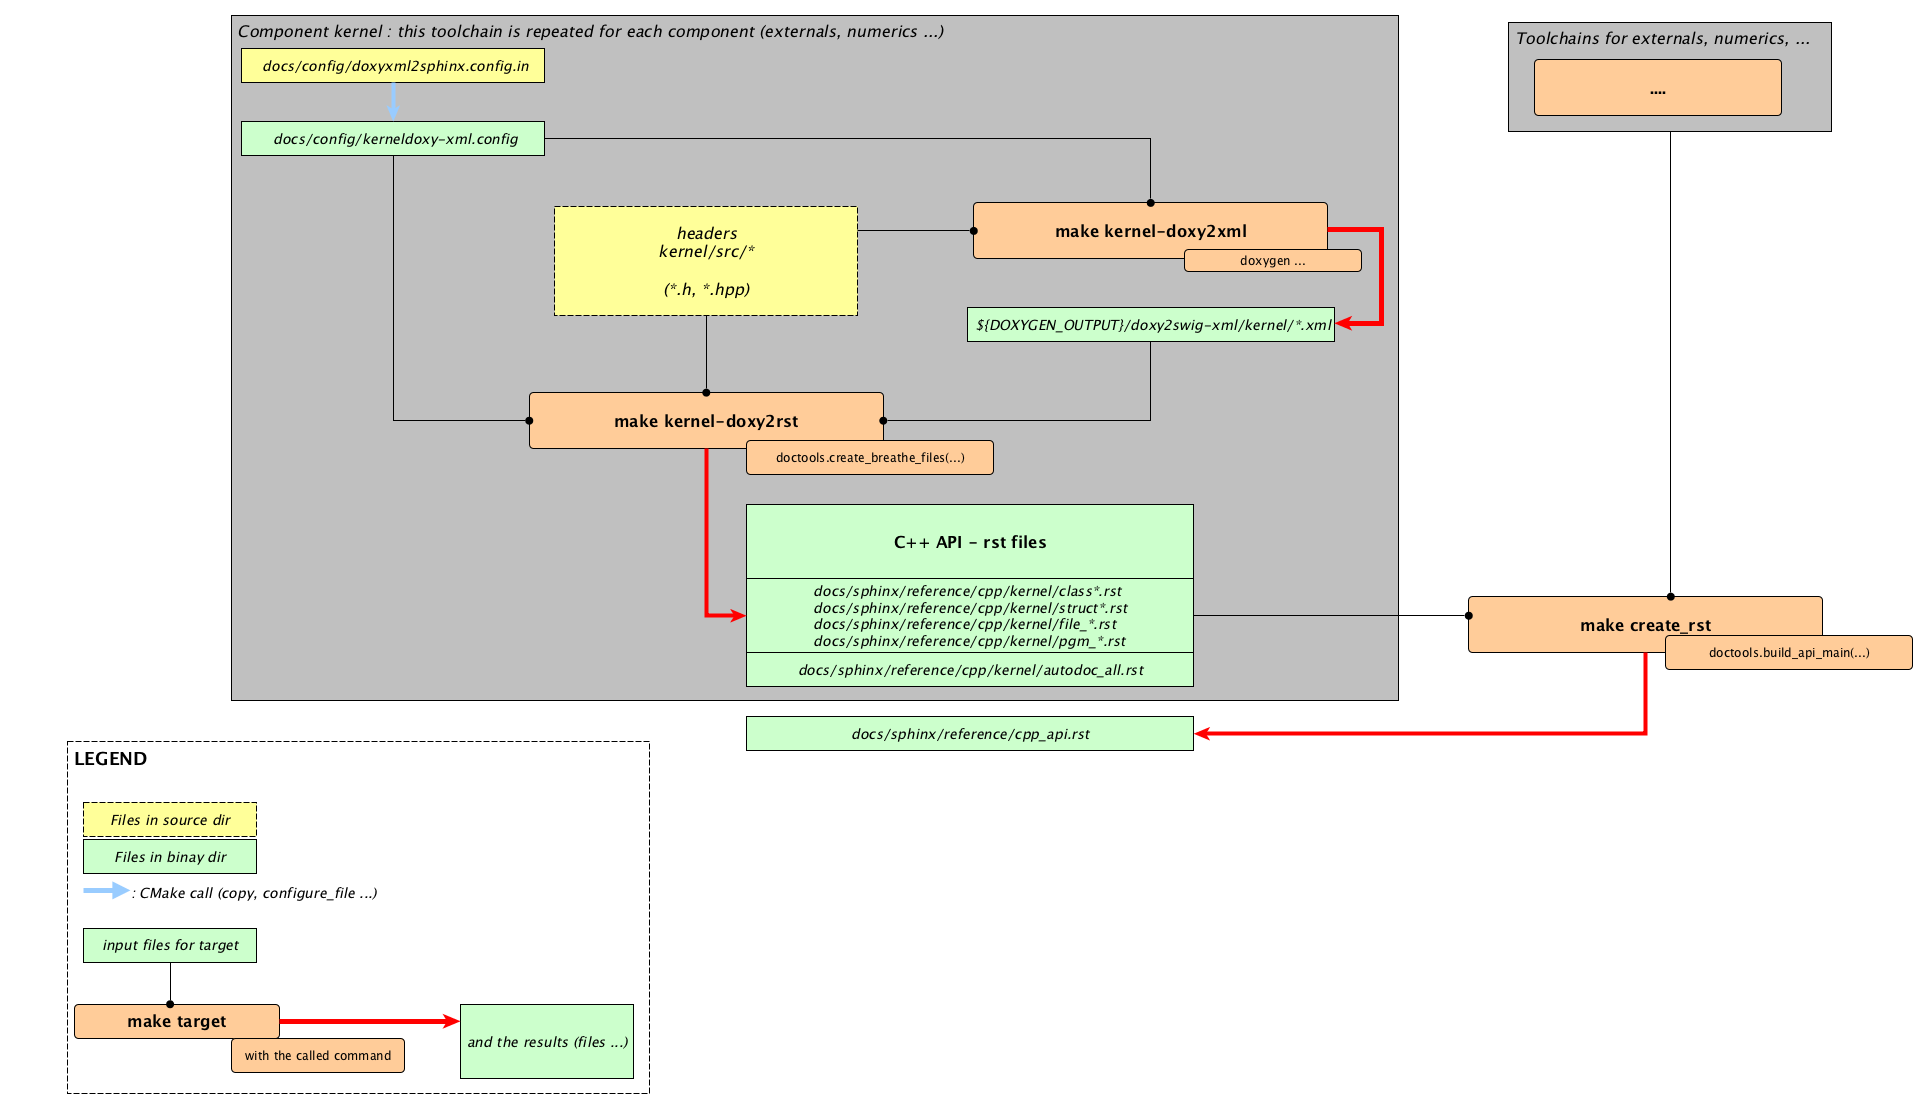 Component kernel : this toolchain is repeated for each component (externals, numerics ...)
docs/config/doxyxml2sphinx.config.in
docs/config/kerneldoxy-xml.config
headers
kernel/src/*
(*.h, *.hpp)
make kernel-doxy2xml
doxygen ...
${DOXYGEN_OUTPUT}/doxy2swig-xml/kernel/*.xml
make kernel-doxy2rst
doctools.create_breathe_files(...)
C++ API - rst files
docs/sphinx/reference/cpp/kernel/class*.rst
docs/sphinx/reference/cpp/kernel/struct*.rst
docs/sphinx/reference/cpp/kernel/file_*.rst
docs/sphinx/reference/cpp/kernel/pgm_*.rst
docs/sphinx/reference/cpp/kernel/autodoc_all.rst
Toolchains for externals, numerics, ...
....
make create_rst
doctools.build_api_main(...)
docs/sphinx/reference/cpp_api.rst
LEGEND
Files in source dir
Files in binay dir
: CMake call (copy, configure_file ...)
input files for target
make target
with the called command
and the results (files ...)